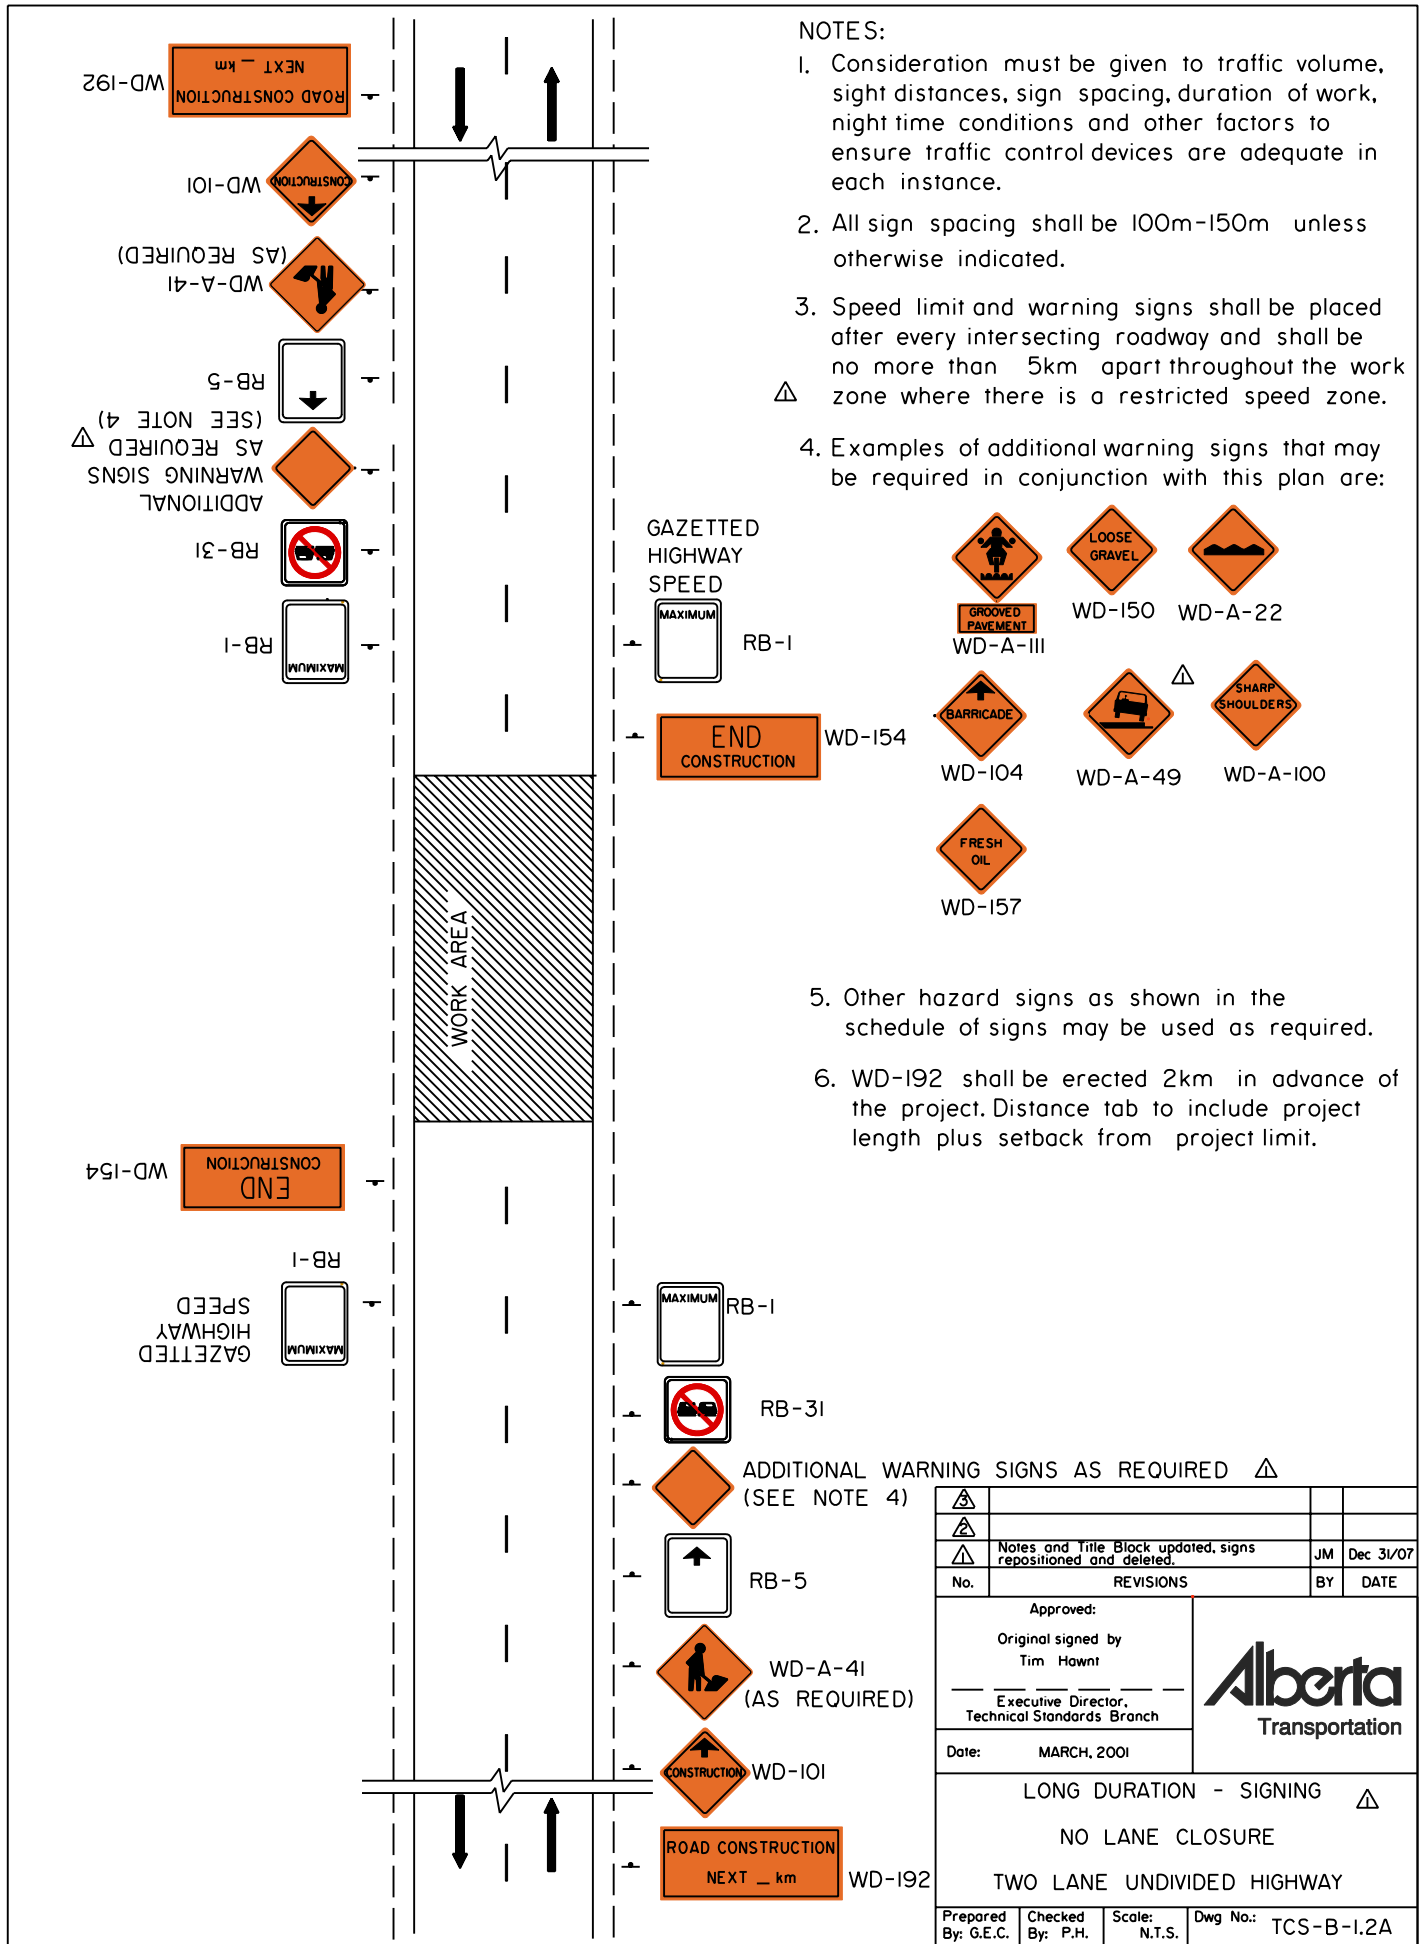 WD-192
ROAD CONSTRUCTION
NEXT _ km
WD-101
CONSTRUCTION
WD-A-41
(AS REQUIRED)
RB-5
ADDITIONAL
WARNING SIGNS
AS REQUIRED 1
(SEE NOTE 4)
RB-31
RB-1
MAXIMUM
GAZETTED
HIGHWAY
SPEED
MAXIMUM
RB-1
END
CONSTRUCTION
WD-154
WORK AREA
WD-154
END
CONSTRUCTION
RB-1
GAZETTED
HIGHWAY
SPEED
MAXIMUM
MAXIMUM
RB-1
RB-31
ADDITIONAL WARNING SIGNS AS REQUIRED 1
(SEE NOTE 4)
RB-5
WD-A-41
(AS REQUIRED)
CONSTRUCTION
WD-101
ROAD CONSTRUCTION
NEXT _ km
WD-192
NOTES:
1. Consideration must be given to traffic volume,
sight distances, sign spacing, duration of work,
night time conditions and other factors to
ensure traffic control devices are adequate in
each instance.
2. All sign spacing shall be 100m-150m unless
otherwise indicated.
3. Speed limit and warning signs shall be placed
after every intersecting roadway and shall be
no more than 5km apart throughout the work
1 zone where there is a restricted speed zone.
4. Examples of additional warning signs that may
be required in conjunction with this plan are:
GROOVED
PAVEMENT
WD-A-111
LOOSE
GRAVEL
WD-150
WD-A-22
BARRICADE
WD-104
1
WD-A-49
SHARP
SHOULDERS
WD-A-100
FRESH
OIL
WD-157
5. Other hazard signs as shown in the
schedule of signs may be used as required.
6. WD-192 shall be erected 2km in advance of
the project. Distance tab to include project
length plus setback from project limit.
3
2
1 Notes and Title Block updated, signs
repositioned and deleted. JM Dec 31/07
No. REVISIONS BY DATE
Approved:
Original signed by
Tim Hawnt
Executive Director,
Technical Standards Branch
Date: MARCH, 2001
Alberta
Transportation
LONG DURATION - SIGNING 1
NO LANE CLOSURE
TWO LANE UNDIVIDED HIGHWAY
Prepared
By: G.E.C.
Checked
By: P.H.
Scale:
N.T.S.
Dwg No.: TCS-B-1.2A